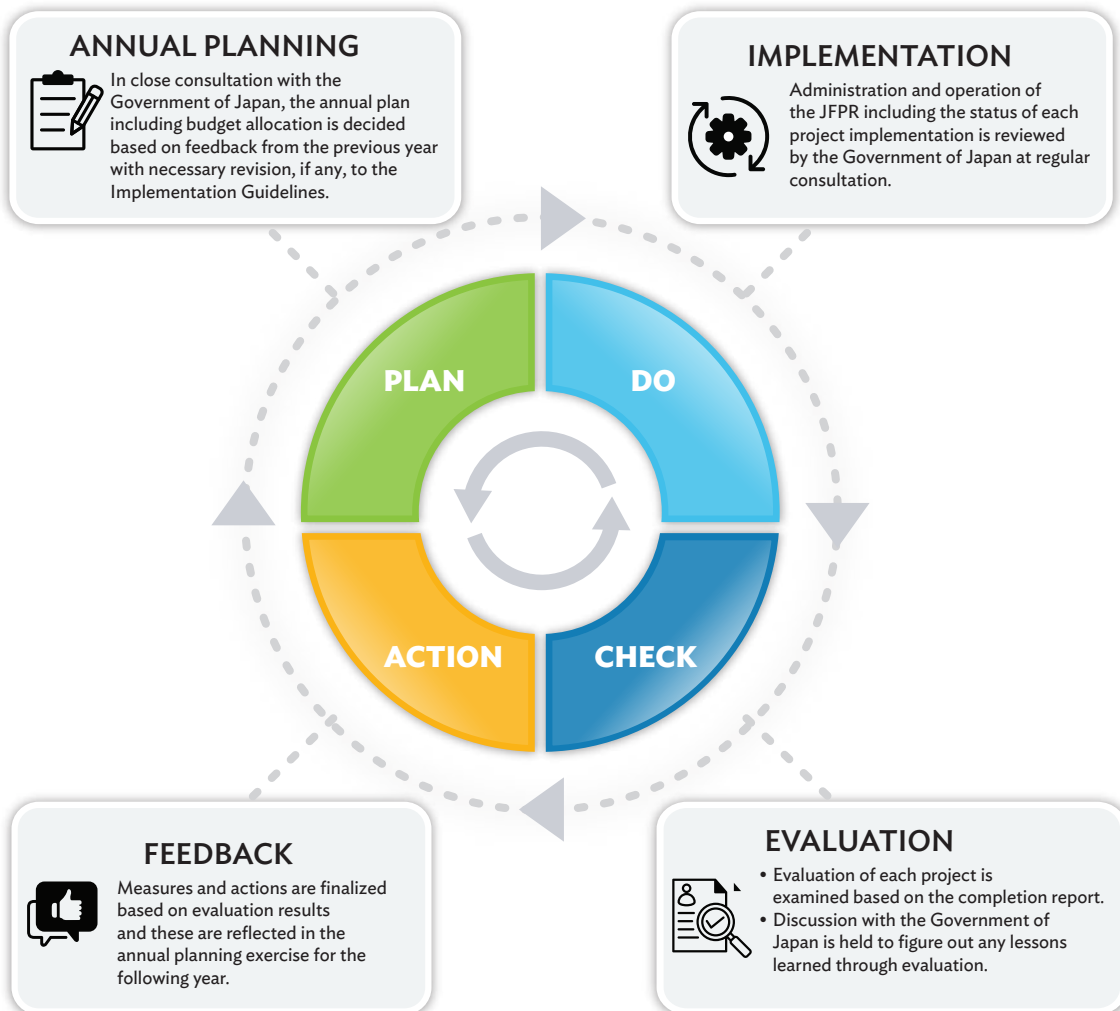 ANNUAL PLANNING
In close consultation with the
Government of Japan, the annual plan
including budget allocation is decided
based on feedback from the previous year
with necessary revision, if any, to the
Implementation Guidelines.
IMPLEMENTATION
Administration and operation of
the JFPR including the status of each
project implementation is reviewed
by the Government of Japan at regular
consultation.
PLAN
DO
ACTION
CHECK
FEEDBACK
Measures and actions are finalized
based on evaluation results
and these are reflected in the
annual planning exercise for the
following year.
EVALUATION
• Evaluation of each project is
examined based on the completion report.
• Discussion with the Government of
Japan is held to figure out any lessons
learned through evaluation.